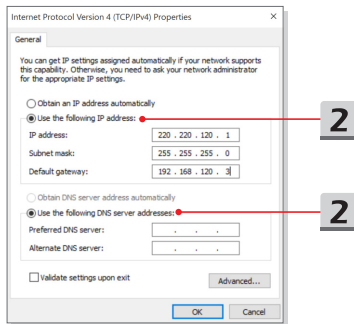 Internet Protocol Version 4 (TCP/IPv4) Properties
General
You can get IP settings assigned automatically if your network supports
this capability. Otherwise, you need to ask your network administrator
for the appropriate IP settings.
Obtain an IP address automatically
Use the following IP address:
2
IP address: 220 . 220 . 120 . 1
Subnet mask: 255 . 255 . 255 . 0
Default gateway: 192 . 168 . 120 . 3
Obtain DNS server address automatically
Use the following DNS server addresses:
2
Preferred DNS server: . . .
Alternate DNS server: . . .
Validate settings upon exit
Advanced...
OK Cancel